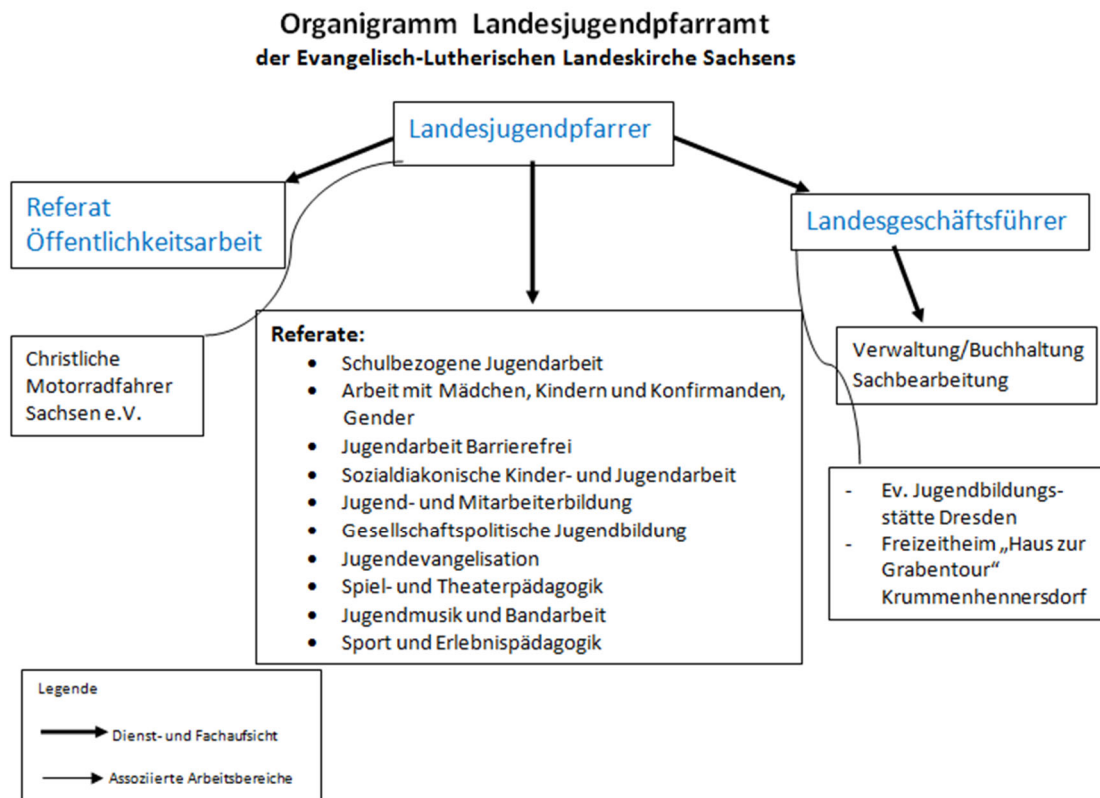 Organigramm Landesjugendpfarramt
der Evangelisch-Lutherischen Landeskirche Sachsens
Landesjugendpfarrer
Referat
Öffentlichkeitsarbeit
Landesgeschäftsführer
Christliche
Motorradfahrer
Sachsen e.V.
Referate:
• Schulbezogene Jugendarbeit
• Arbeit mit Mädchen, Kindern und Konfirmanden,
Gender
• Jugendarbeit Barrierefrei
• Sozialdiakonische Kinder- und Jugendarbeit
• Jugend- und Mitarbeiterbildung
• Gesellschaftspolitische Jugendbildung
• Jugendevangelisation
• Spiel- und Theaterpädagogik
• Jugendmusik und Bandarbeit
• Sport und Erlebnispädagogik
Verwaltung/Buchhaltung
Sachbearbeitung
- Ev. Jugendbildungs-
stätte Dresden
- Freizeitheim „Haus zur
Grabentour“
Krummenhennersdorf
Legende
Dienst- und Fachaufsicht
Assoziierte Arbeitsbereiche